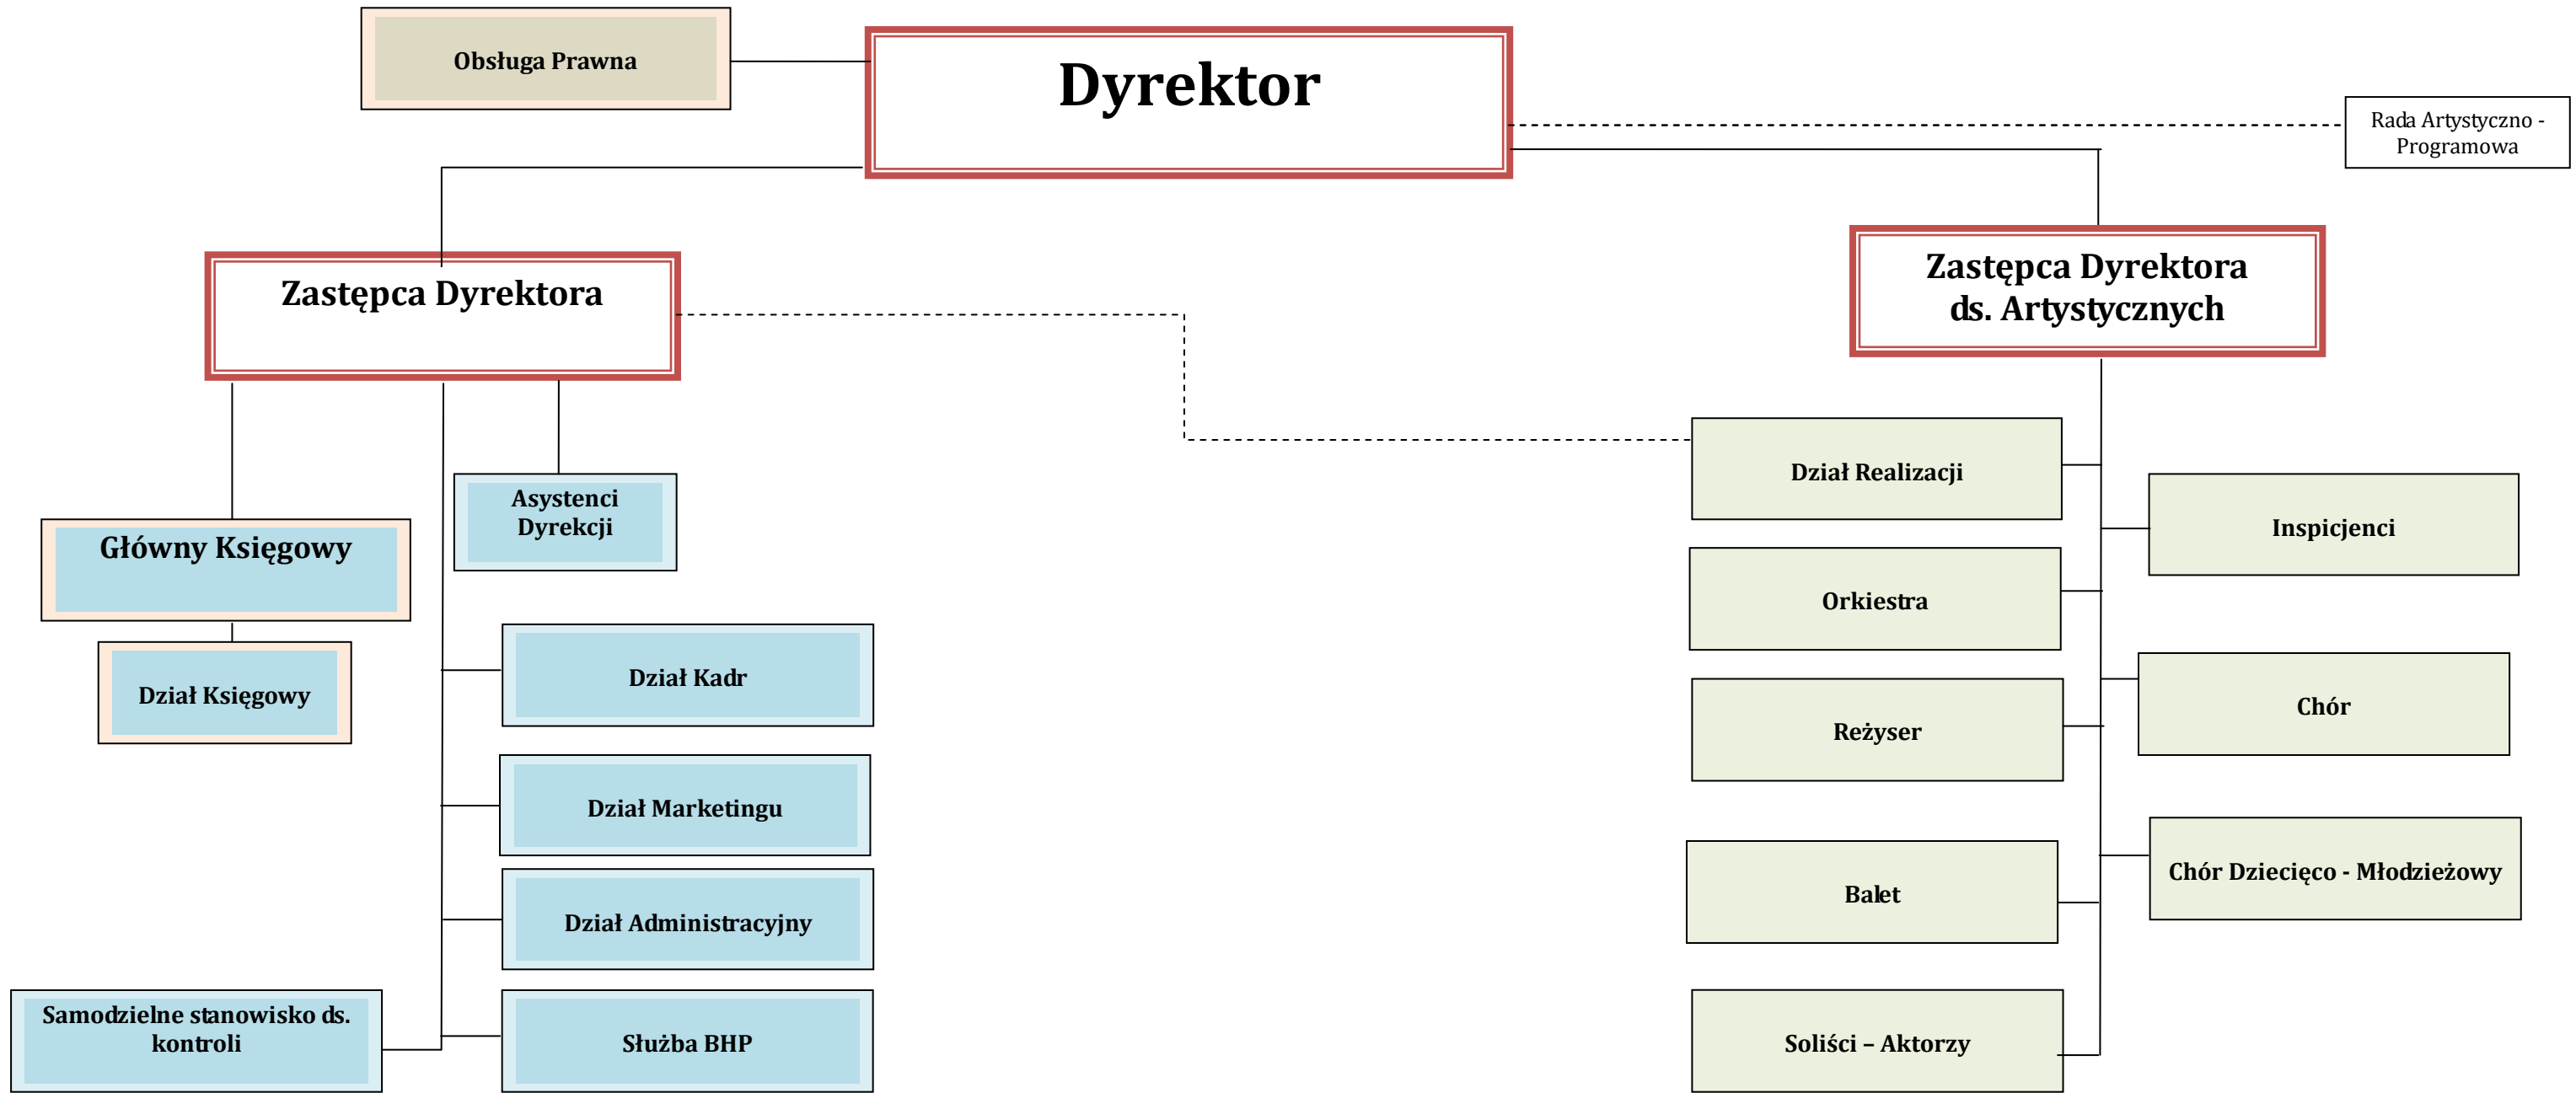 Obsługa Prawna
Dyrektor
Rada Artystyczno -
Programowa
Zastępca Dyrektora
Zastępca Dyrektora
ds. Artystycznych
Asystenci
Dyrekcji
Główny Księgowy
Dział Księgowy
Dział Kadr
Dział Marketingu
Dział Administracyjny
Samodzielne stanowisko ds.
kontroli
Służba BHP
Dział Realizacji
Inspicjenci
Orkiestra
Chór
Reżyser
Chór Dziecięco - Młodzieżowy
Balet
Soliści – Aktorzy